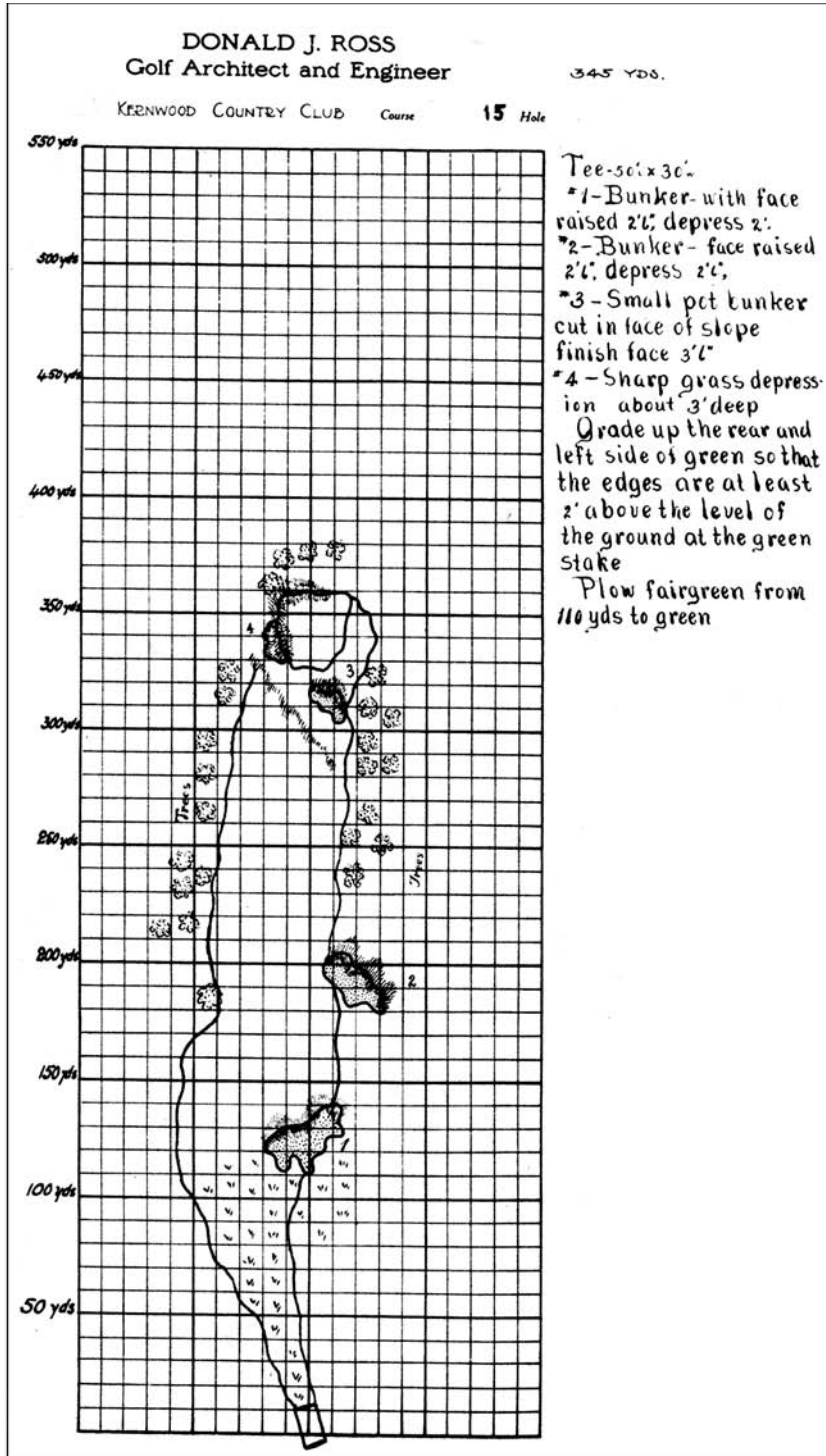 DONALD J. ROSS
Golf Architect and Engineer
345 YDS.
KERNWOOD COUNTRY CLUB Course 15 Hole
550 yds
500 yds
450 yds
400 yds
350 yds
300 yds
250 yds
200 yds
150 yds
100 yds
50 yds
4
3
Trees
Trees
2
1
Tee-50'x 30'
#1-Bunker-with face
raised 2'6", depress 2'.
#2-Bunker- face raised
2'6", depress 2'6",
#3-Small pot bunker
cut in face of slope
finish face 3'6"
#4-Sharp grass depress-
ion about 3' deep
Grade up the rear and
left side of green so that
the edges are at least
2' above the level of
the ground at the green
stake
Plow fairgreen from
110 yds to green